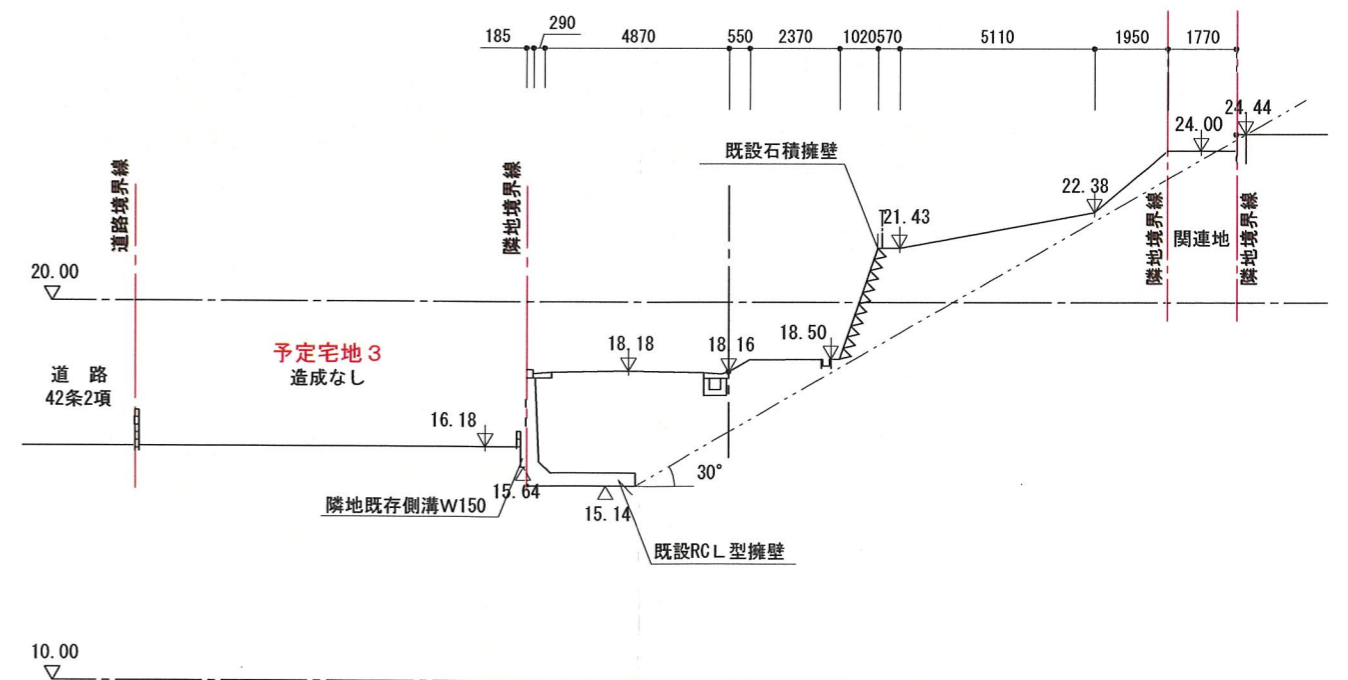 290
185
4870
550
2370
1020
570
5110
1950
1770
24.44
24.00
既設石積擁壁
道路境界線
隣地境界線
22.38
21.43
隣地境界線
関連地
隣地境界線
20.00
18.50
18.18
18.16
予定宅地3
造成なし
道 路
42条2項
16.18
30°
15.64
隣地既存側溝W150
15.14
既設RCL型擁壁
10.00